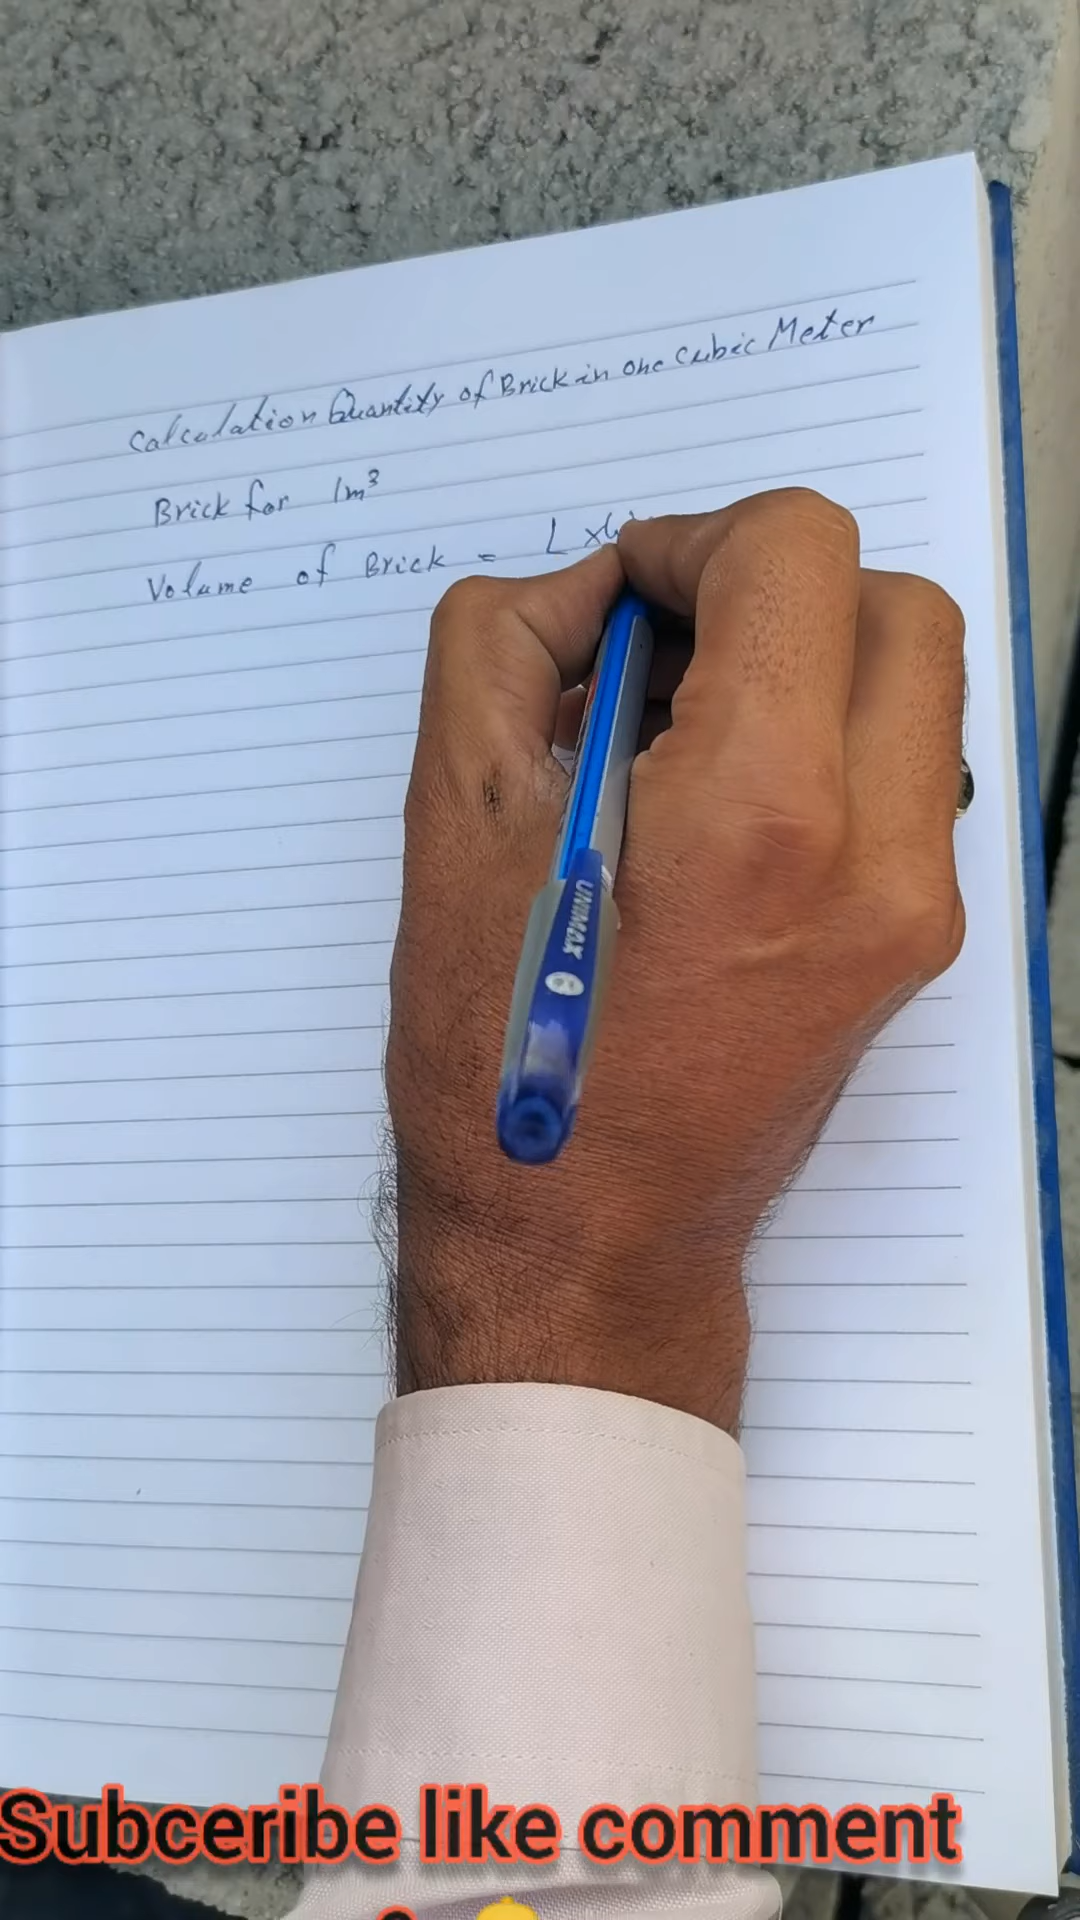 Calculation Quantity of Brick in one Cubic Meter
Brick for 1m³
Volume of Brick = L x
UNIMAX
Subceribe like comment